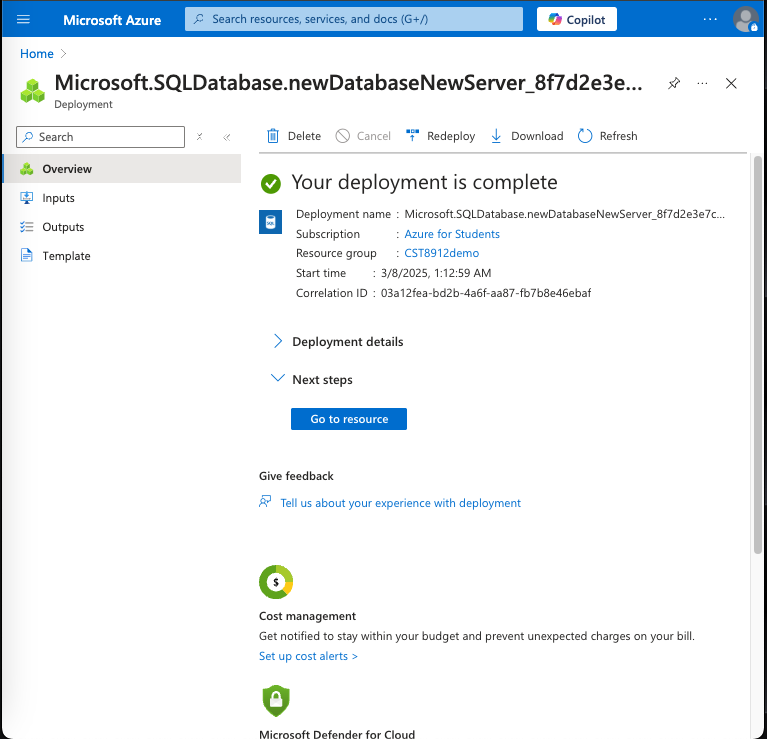 Microsoft Azure
Search resources, services, and docs (G+/)
Copilot
...
Home
Microsoft.SQLDatabase.newDatabaseNewServer_8f7d2e3e...
...
Deployment
Search
Overview
Inputs
Outputs
Template
Delete
Cancel
Redeploy
Download
Refresh
Your deployment is complete
SQL
Deployment name : Microsoft.SQLDatabase.newDatabaseNewServer_8f7d2e3e7c...
Subscription : Azure for Students
Resource group : CST8912demo
Start time : 3/8/2025, 1:12:59 AM
Correlation ID : 03a12fea-bd2b-4a6f-aa87-fb7b8e46ebaf
Deployment details
Next steps
Go to resource
Give feedback
Tell us about your experience with deployment
$
Cost management
Get notified to stay within your budget and prevent unexpected charges on your bill.
Set up cost alerts >
Microsoft Defender for Cloud